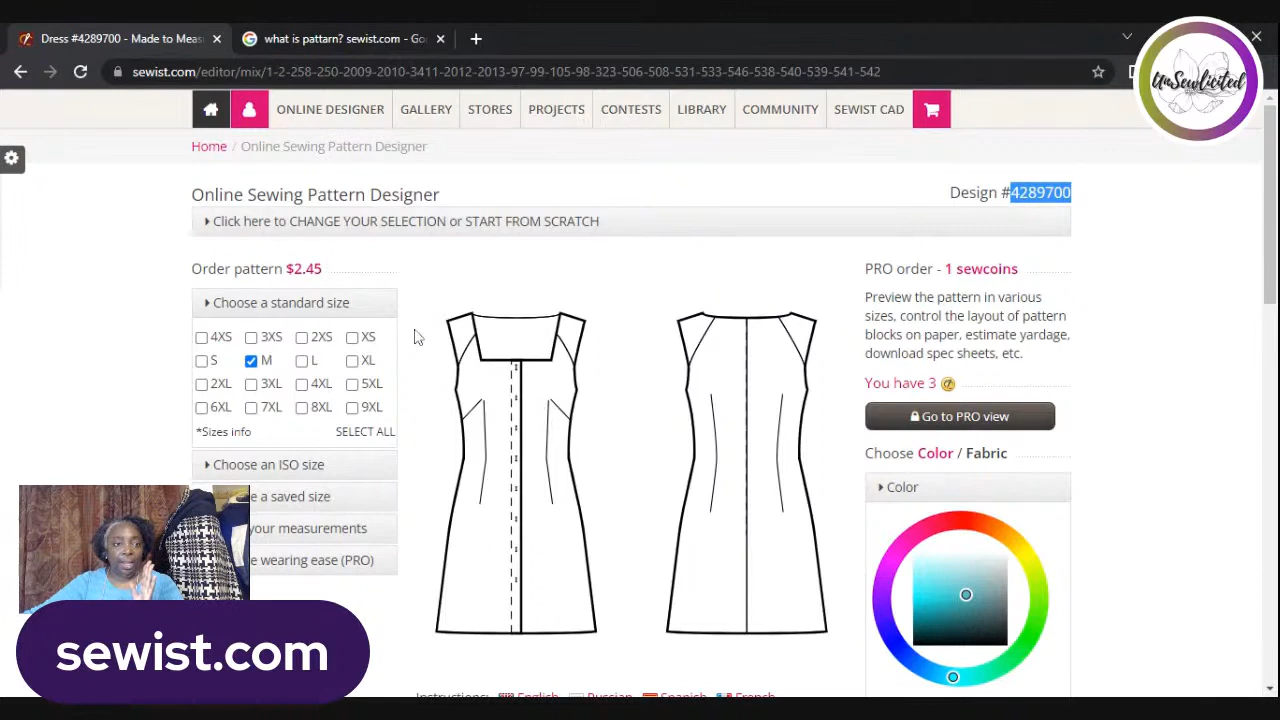 Dress #4289700 - Made to Meas
what is pattarn? sewist.com - Go
UnSewlicited
sewist.com/editor/mix/1-2-258-250-2009-2010-3411-2012-2013-97-99-105-98-323-506-508-531-533-546-538-540-539-541-542
ONLINE DESIGNER GALLERY STORES PROJECTS CONTESTS LIBRARY COMMUNITY SEWIST CAD
Home / Online Sewing Pattern Designer
Online Sewing Pattern Designer
Design #4289700
Click here to CHANGE YOUR SELECTION or START FROM SCRATCH
Order pattern $2.45
Choose a standard size
4XS 3XS 2XS XS
S M L XL
2XL 3XL 4XL 5XL
6XL 7XL 8XL 9XL
*Sizes info SELECT ALL
Choose an ISO size
e a saved size
your measurements
e wearing ease (PRO)
PRO order - 1 sewcoins
Preview the pattern in various
sizes, control the layout of pattern
blocks on paper, estimate yardage,
download spec sheets, etc.
You have 3
Go to PRO view
Choose Color / Fabric
Color
sewist.com
Instructions: English Russian Spanish French